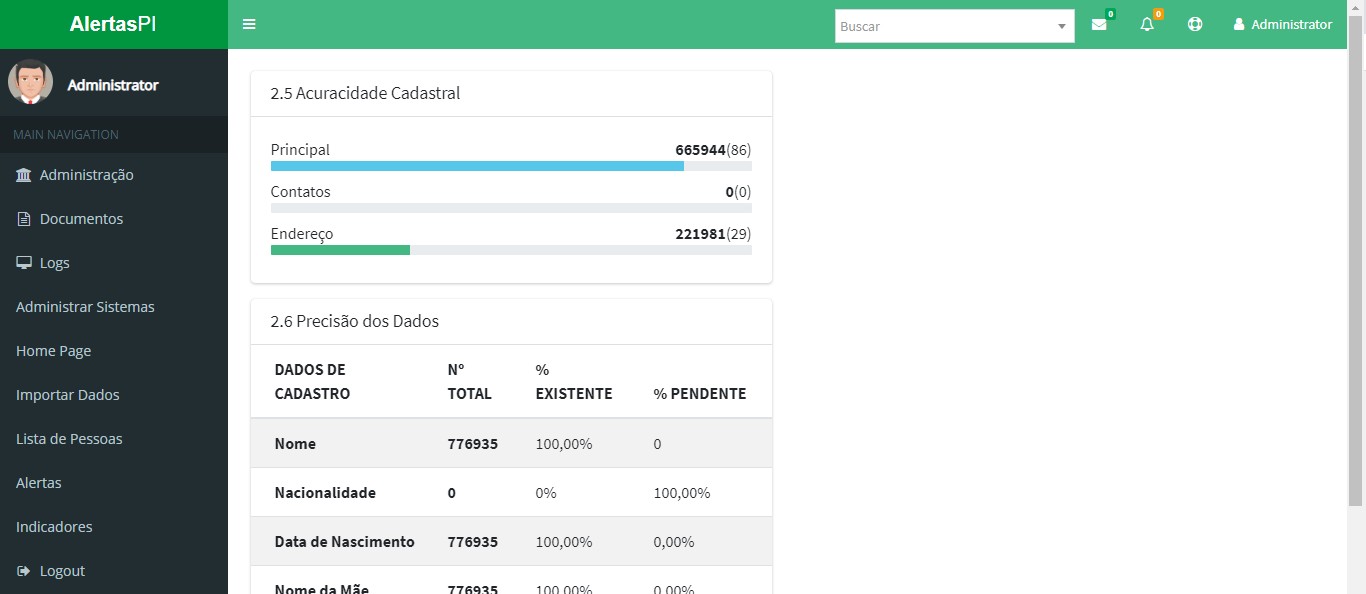 AlertasPI
Buscar
0
0
Administrator
Administrator
MAIN NAVIGATION
Administração
Documentos
Logs
Administrar Sistemas
Home Page
Importar Dados
Lista de Pessoas
Alertas
Indicadores
Logout
2.5 Acuracidade Cadastral
Principal 665944(86)
Contatos 0(0)
Endereço 221981(29)
2.6 Precisão dos Dados
DADOS DE CADASTRO Nº TOTAL % EXISTENTE % PENDENTE
Nome 776935 100,00% 0
Nacionalidade 0 0% 100,00%
Data de Nascimento 776935 100,00% 0,00%
Nome da Mãe 776935 100,00% 0,00%